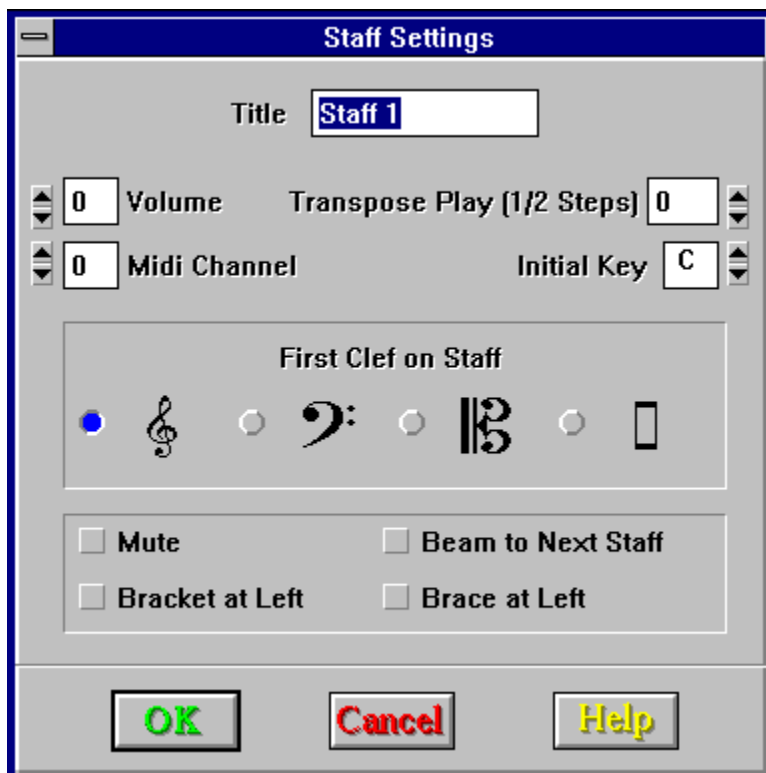 Staff Settings
Title Staff 1
0 Volume Transpose Play (1/2 Steps) 0
0 Midi Channel Initial Key C
First Clef on Staff
Mute Beam to Next Staff
Bracket at Left Brace at Left
OK Cancel Help